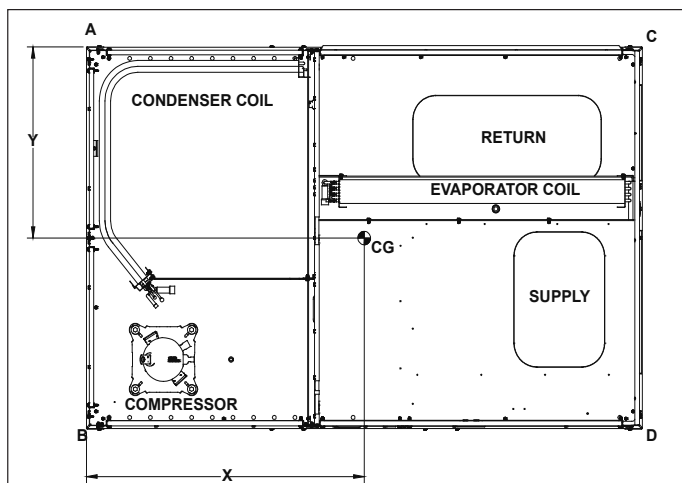 A
C
CONDENSER COIL
Y
RETURN
EVAPORATOR COIL
CG
SUPPLY
COMPRESSOR
B
D
X